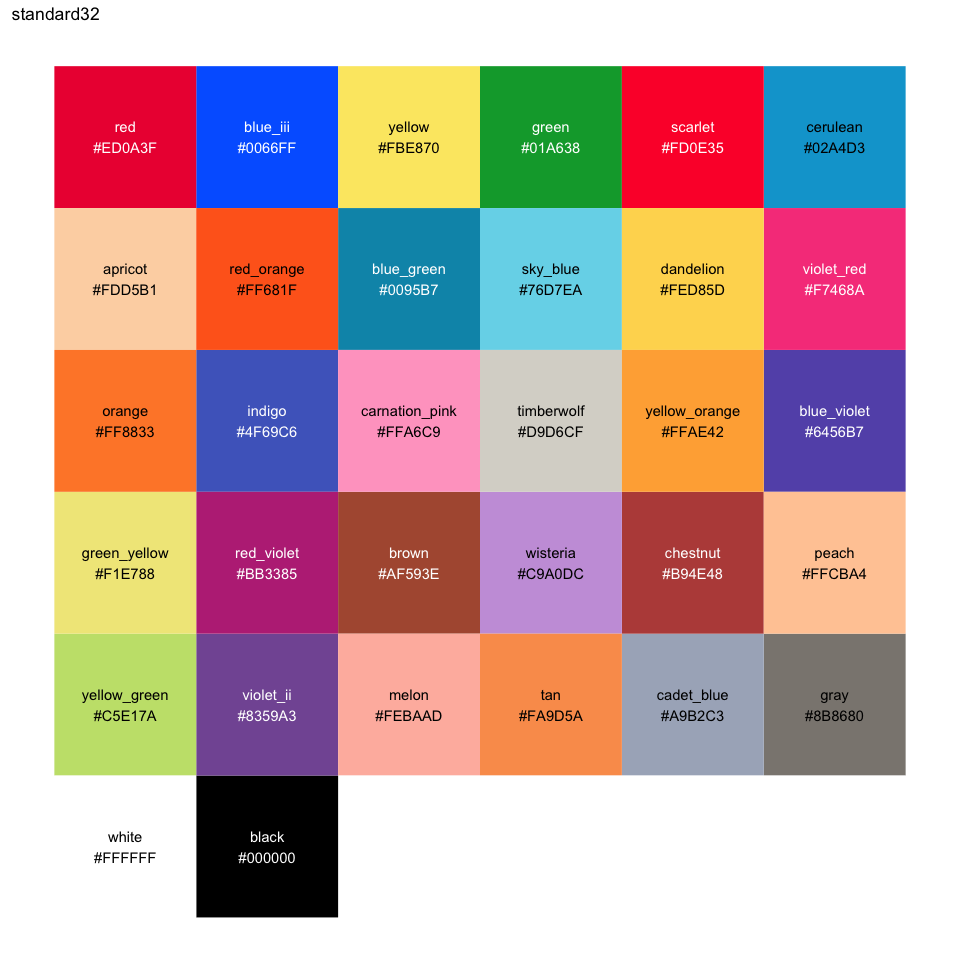 standard32
red
#ED0A3F
blue_iii
#0066FF
yellow
#FBE870
green
#01A638
scarlet
#FD0E35
cerulean
#02A4D3
apricot
#FDD5B1
red_orange
#FF681F
blue_green
#0095B7
sky_blue
#76D7EA
dandelion
#FED85D
violet_red
#F7468A
orange
#FF8833
indigo
#4F69C6
carnation_pink
#FFA6C9
timberwolf
#D9D6CF
yellow_orange
#FFAE42
blue_violet
#6456B7
green_yellow
#F1E788
red_violet
#BB3385
brown
#AF593E
wisteria
#C9A0DC
chestnut
#B94E48
peach
#FFCBA4
yellow_green
#C5E17A
violet_ii
#8359A3
melon
#FEBAAD
tan
#FA9D5A
cadet_blue
#A9B2C3
gray
#8B8680
white
#FFFFFF
black
#000000